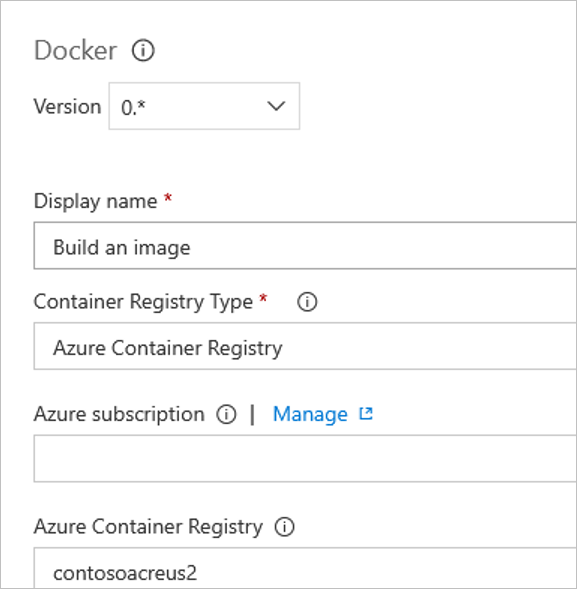 Docker
Version 0.*
Display name *
Build an image
Container Registry Type *
Azure Container Registry
Azure subscription | Manage
Azure Container Registry
contosoacreus2